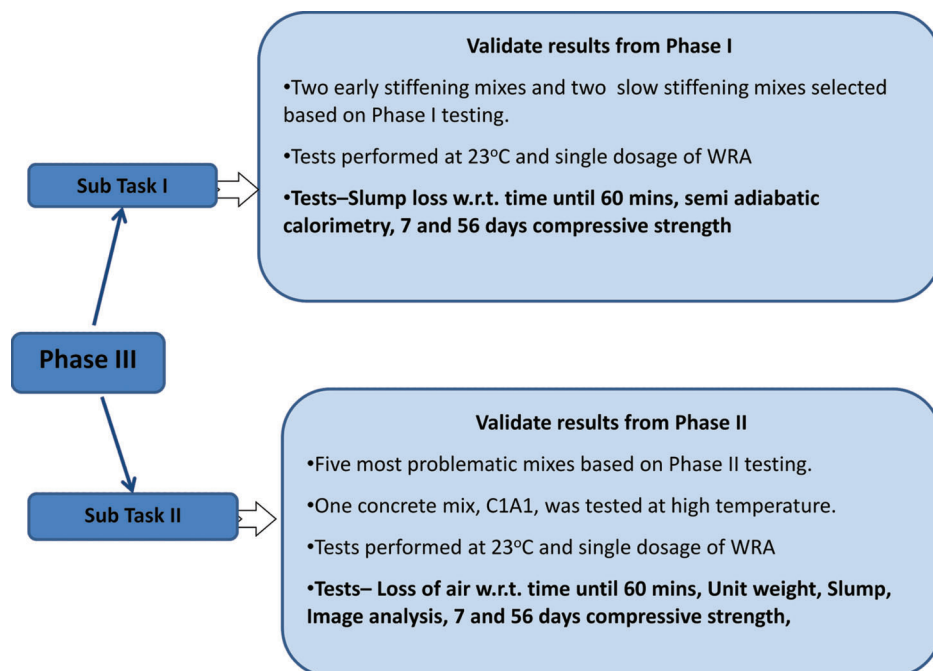 Validate results from Phase I
•Two early stiffening mixes and two slow stiffening mixes selected
based on Phase I testing.
•Tests performed at 23oC and single dosage of WRA
•Tests–Slump loss w.r.t. time until 60 mins, semi adiabatic
calorimetry, 7 and 56 days compressive strength
Sub Task I
Phase III
Sub Task II
Validate results from Phase II
•Five most problematic mixes based on Phase II testing.
•One concrete mix, C1A1, was tested at high temperature.
•Tests performed at 23oC and single dosage of WRA
•Tests– Loss of air w.r.t. time until 60 mins, Unit weight, Slump,
Image analysis, 7 and 56 days compressive strength,